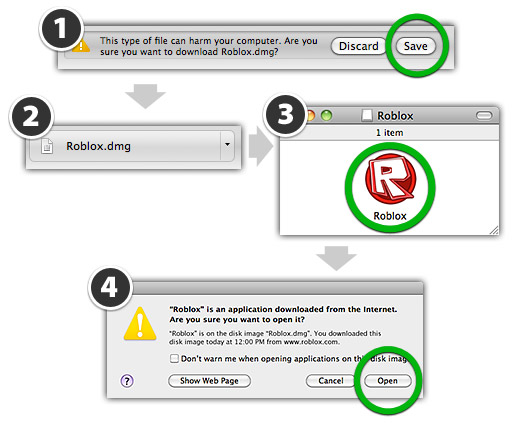 1
This type of file can harm your computer. Are you
sure you want to download Roblox.dmg?
Discard
Save
2
Roblox.dmg
3
Roblox
1 item
R
Roblox
4
"Roblox" is an application downloaded from the Internet.
Are you sure you want to open it?
"Roblox" is on the disk image "Roblox.dmg". You downloaded this
disk image today at 12:00 PM from www.roblox.com.
Don't warn me when opening applications on this disk image
?
Show Web Page
Cancel
Open